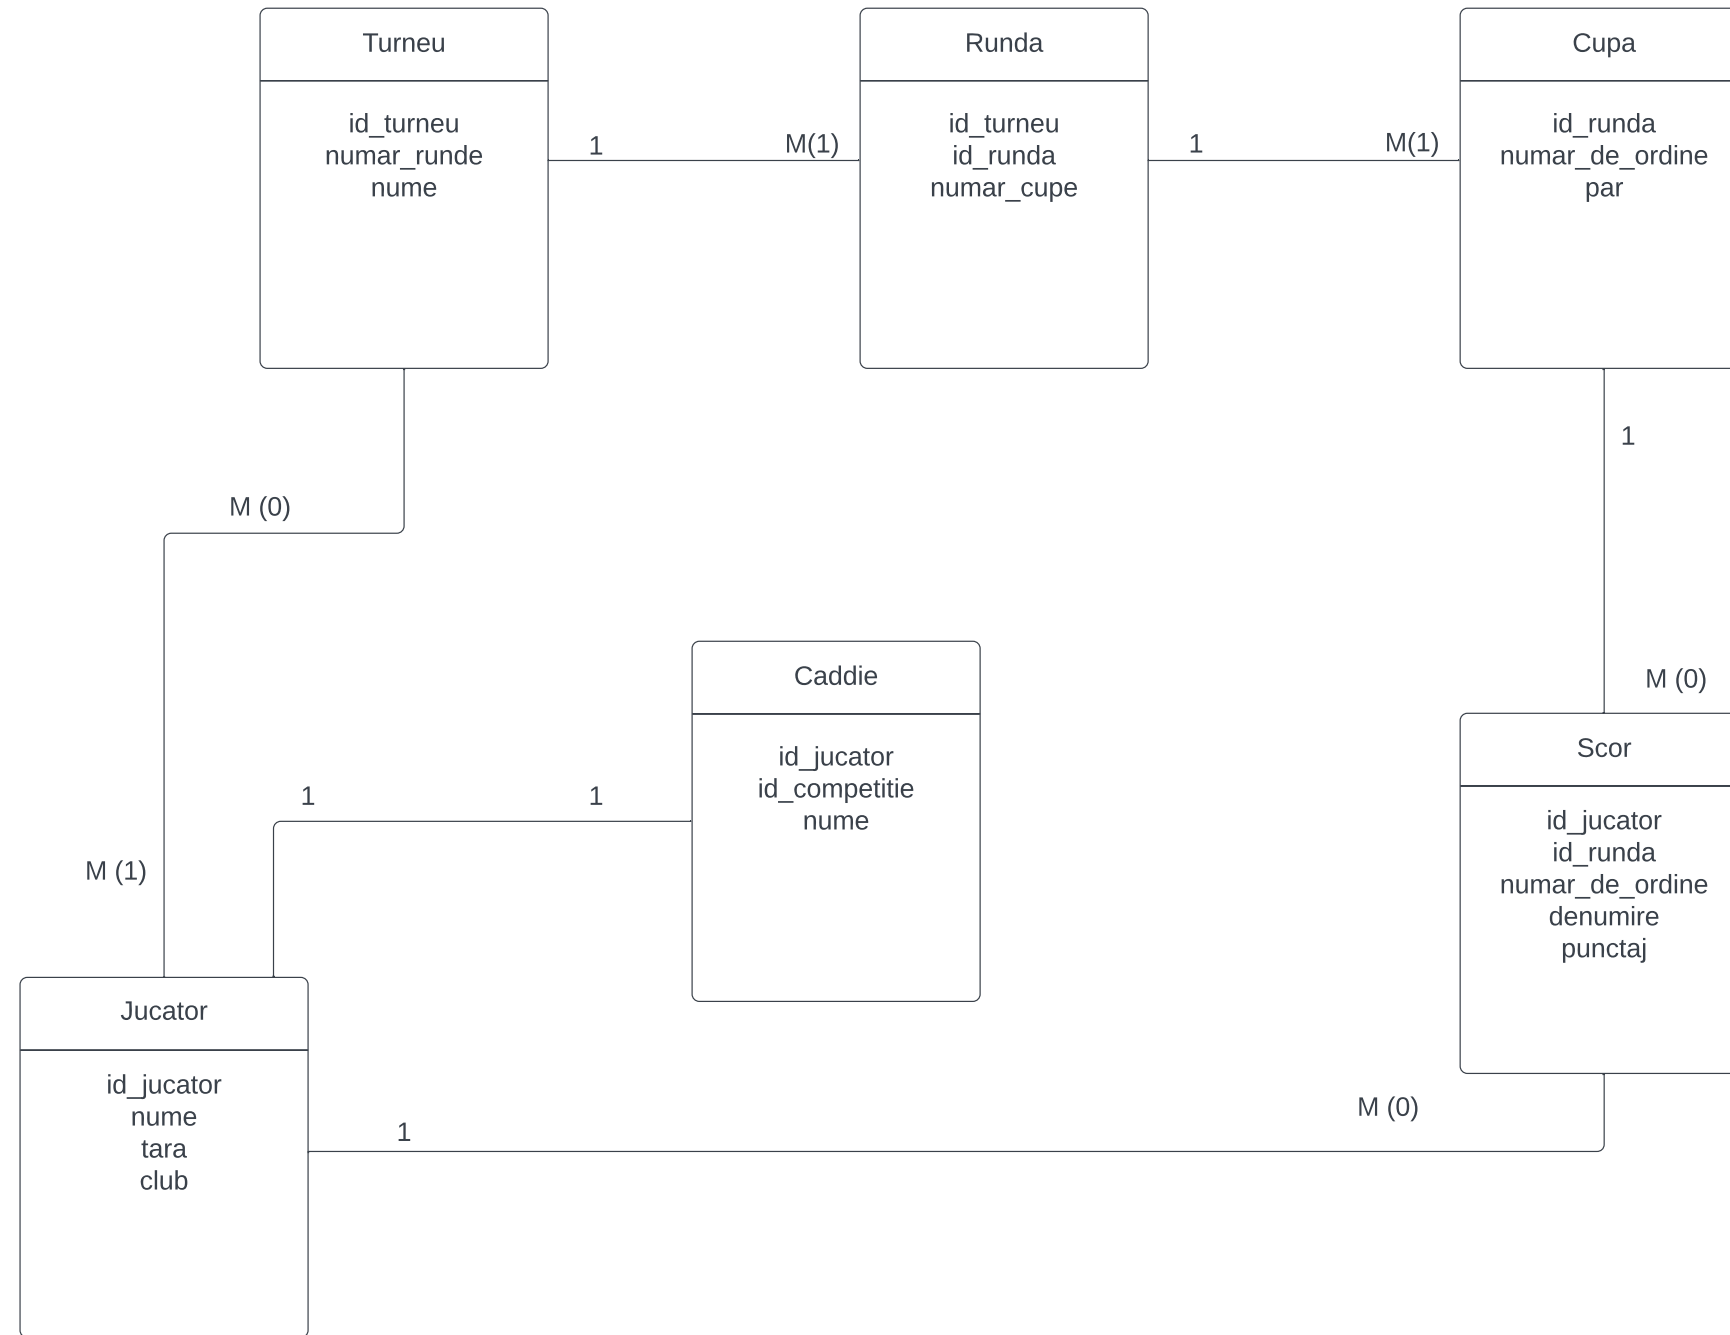 Turneu
id_turneu
numar_runde
nume
1
M(1)
Runda
id_turneu
id_runda
numar_cupe
1
M(1)
Cupa
id_runda
numar_de_ordine
par
1
M (0)
M (0)
M (1)
Caddie
id_jucator
id_competitie
nume
1
1
Scor
id_jucator
id_runda
numar_de_ordine
denumire
punctaj
Jucator
id_jucator
nume
tara
club
1
M (0)